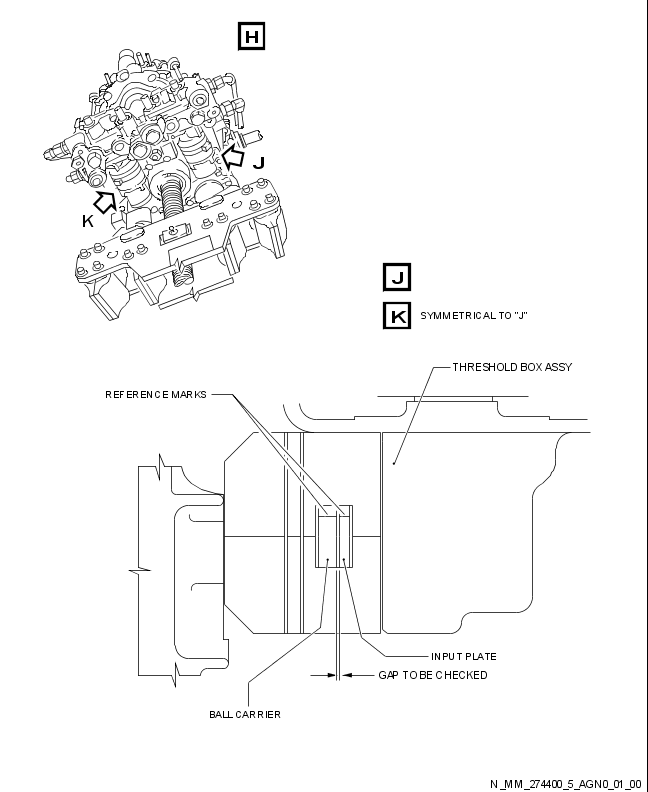 H
J
K
J
K SYMMETRICAL TO "J"
THRESHOLD BOX ASSY
REFERENCE MARKS
INPUT PLATE
GAP TO BE CHECKED
BALL CARRIER
N_MM_274400_5_AGN0_01_00